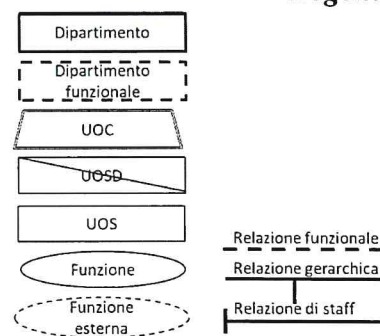 Dipartimento
Dipartimento
funzionale
UOC
UOSD
UOS
Funzione
Funzione
esterna
Relazione funzionale
Relazione gerarchica
Relazione di staff